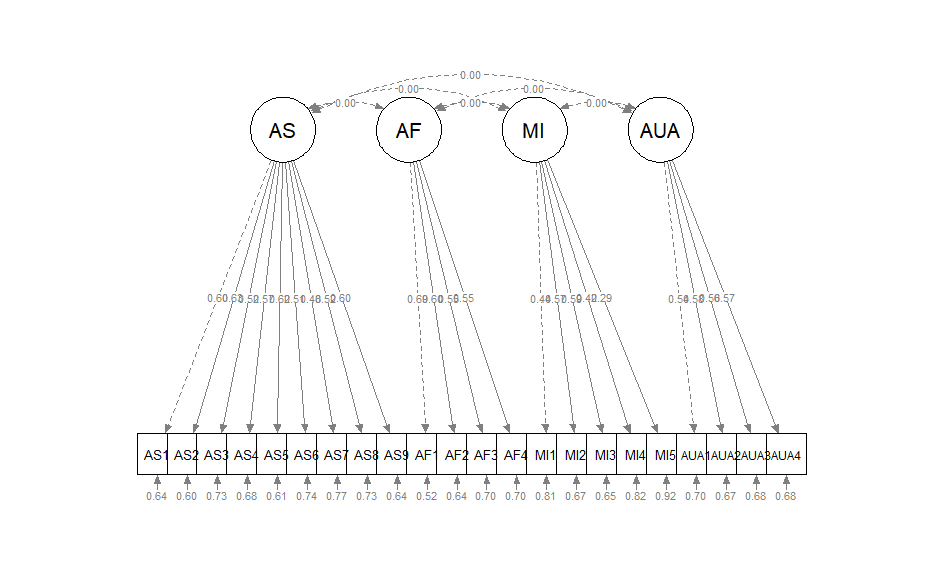 0.00
0.00 0.00
0.00 0.00 0.00
AS AF MI AUA
0.60 0.63 0.52 0.57 0.62 0.51 0.48 0.52 0.60 0.69 0.60 0.55 0.55 0.44 0.57 0.59 0.42 0.29 0.54 0.58 0.56 0.57
AS1 AS2 AS3 AS4 AS5 AS6 AS7 AS8 AS9 AF1 AF2 AF3 AF4 MI1 MI2 MI3 MI4 MI5 AUA1 AUA2 AUA3 AUA4
0.64 0.60 0.73 0.68 0.61 0.74 0.77 0.73 0.64 0.52 0.64 0.70 0.70 0.81 0.67 0.65 0.82 0.92 0.70 0.67 0.68 0.68